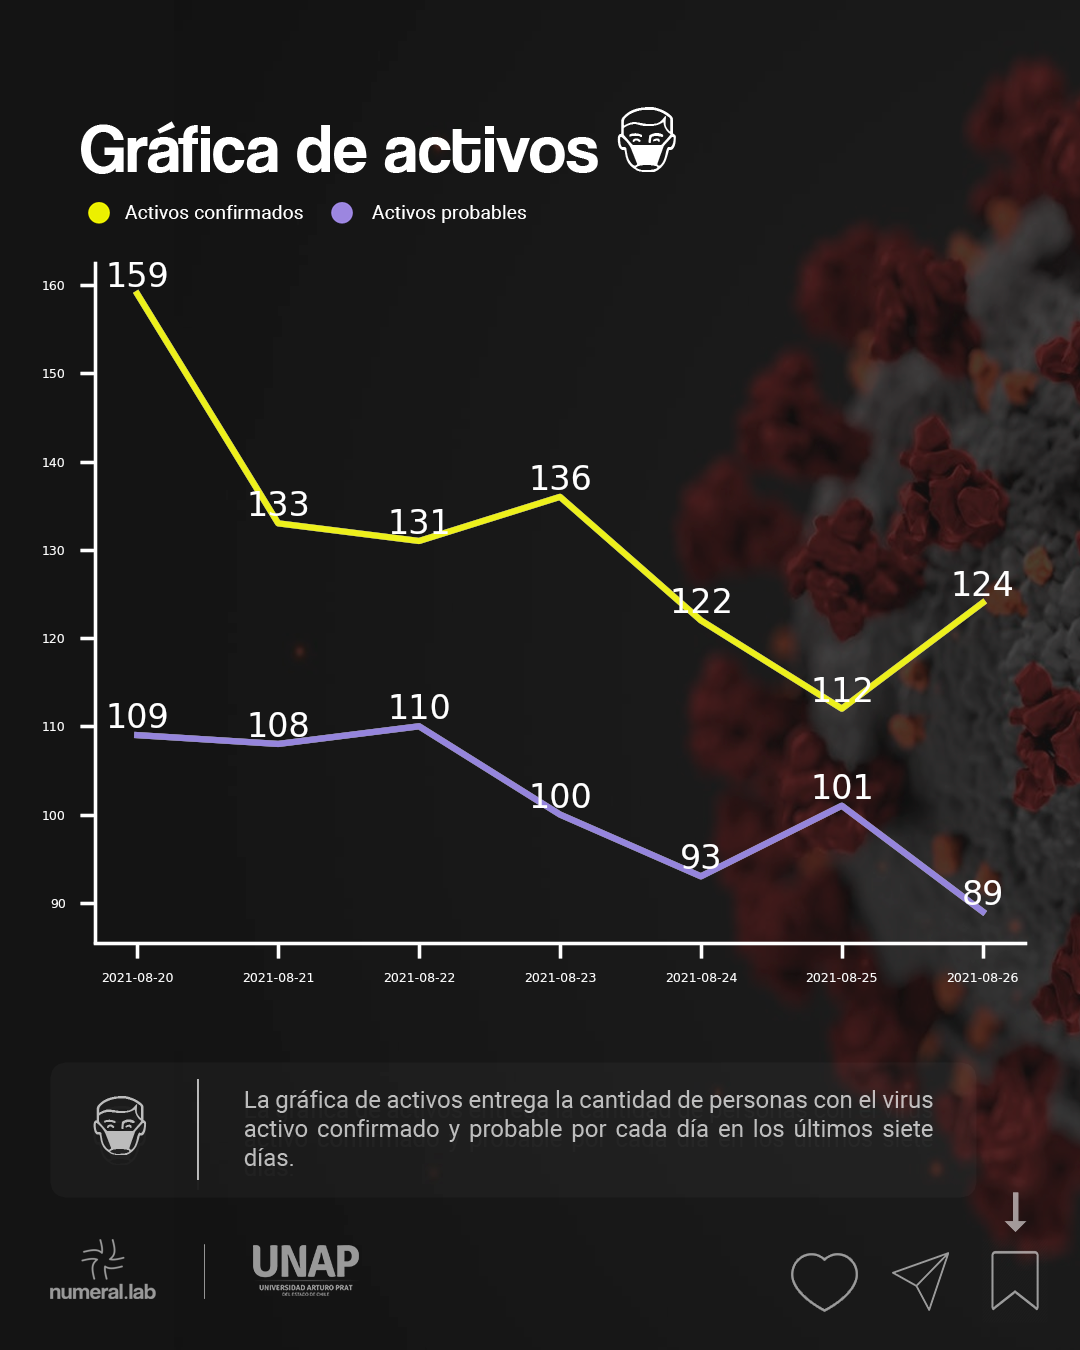 Gráfica de activos
Activos confirmados Activos probables
160
150
140
130
120
110
100
90
159
133
131
136
122
112
124
109
108
110
100
93
101
89
2021-08-20 2021-08-21 2021-08-22 2021-08-23 2021-08-24 2021-08-25 2021-08-26
La gráfica de activos entrega la cantidad de personas con el virus
activo confirmado y probable por cada día en los últimos siete
días.
numeral.lab
UNAP
UNIVERSIDAD ARTURO PRAT
DEL ESTADO DE CHILE